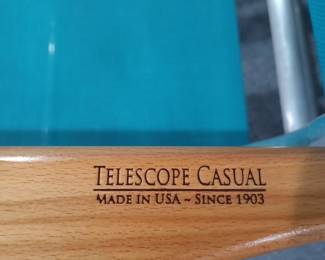 TELESCOPE CASUAL
MADE IN USA ~ SINCE 1903